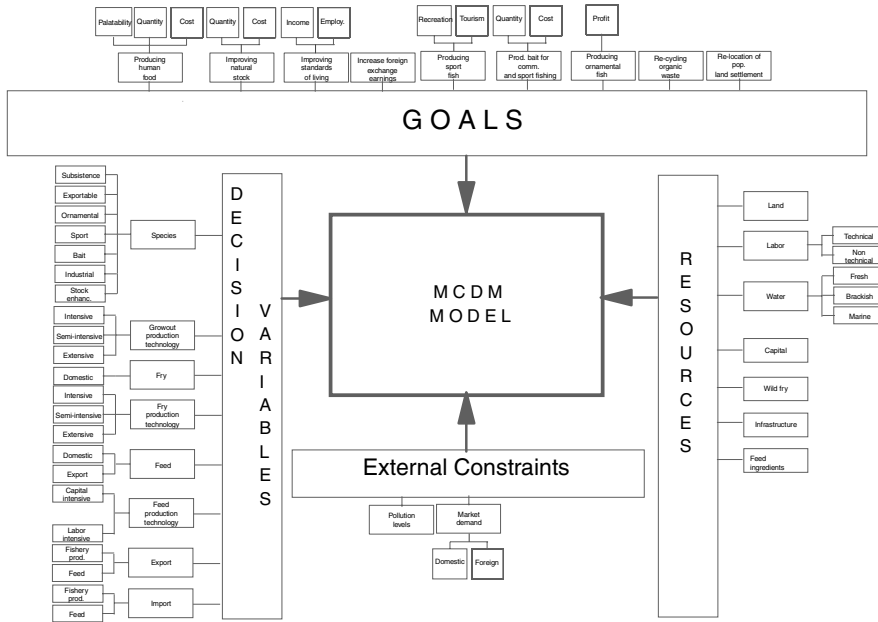 Palatability Quantity Cost Quantity Cost Income Employ. Recreation Tourism Quantity Cost Profit
Producing
human
food
Improving
natural
stock
Improving
standards
of living
Increase foreign
exchange
earnings
Producing
sport
fish
Prod. bait for
comm.
and sport fishing
Producing
ornamental
fish
Re-cycling
organic
waste
Re-location of
pop.
land settlement
GOALS
Subsistence
Exportable
Ornamental
Sport
Bait
Industrial
Stock
enhanc.
Species
Intensive
Semi-intensive
Extensive
Growout
production
technology
Domestic
Fry
Intensive
Semi-intensive
Extensive
Fry
production
technology
Domestic
Export
Feed
Capital
intensive
Labor
intensive
Feed
production
technology
Fishery
prod.
Feed
Export
Fishery
prod.
Feed
Import
DECISION
VARIABLES
MCDM
MODEL
External Constraints
Pollution
levels
Market
demand
Domestic Foreign
RESOURCES
Land
Labor
Technical
Non
technical
Water
Fresh
Brackish
Marine
Capital
Wild fry
Infrastructure
Feed
ingredients